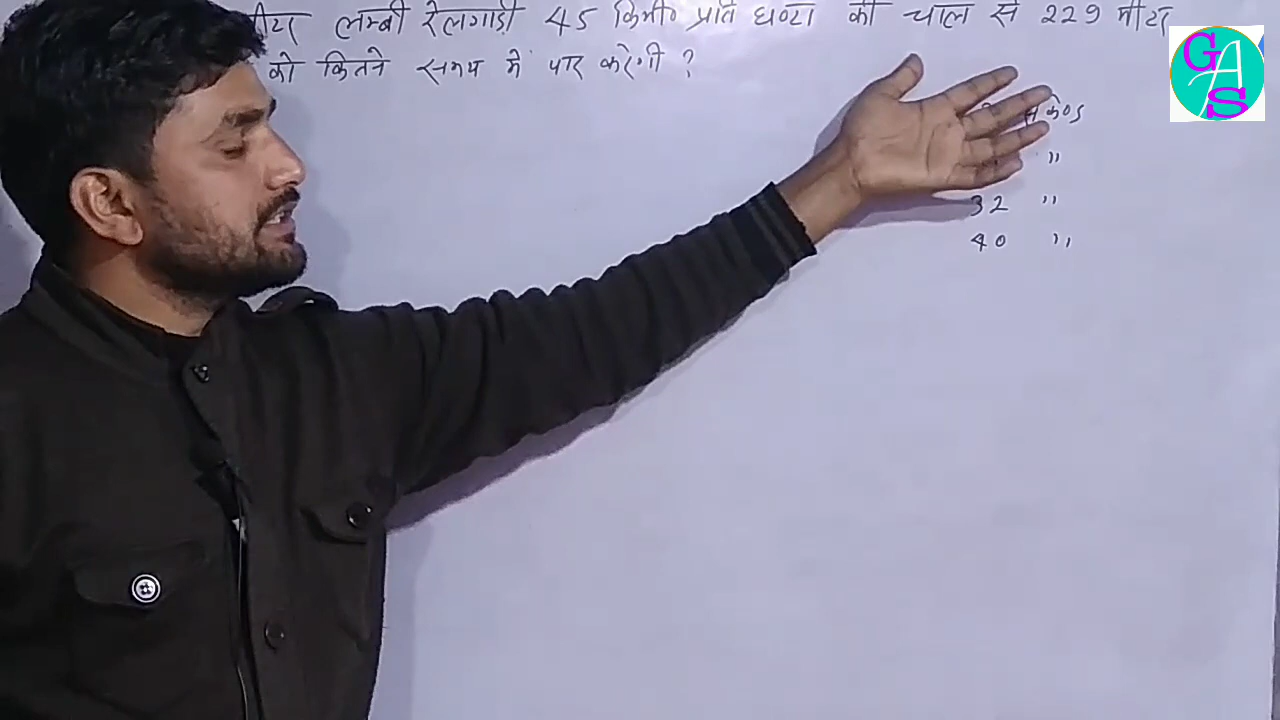 लम्बी रेलगाड़ी 45 किमी० प्रति घण्टा की चाल से 229 मीटर
को कितने समय में पार करेगी ?
सेकेण्ड
"
32 "
40 "
GAS